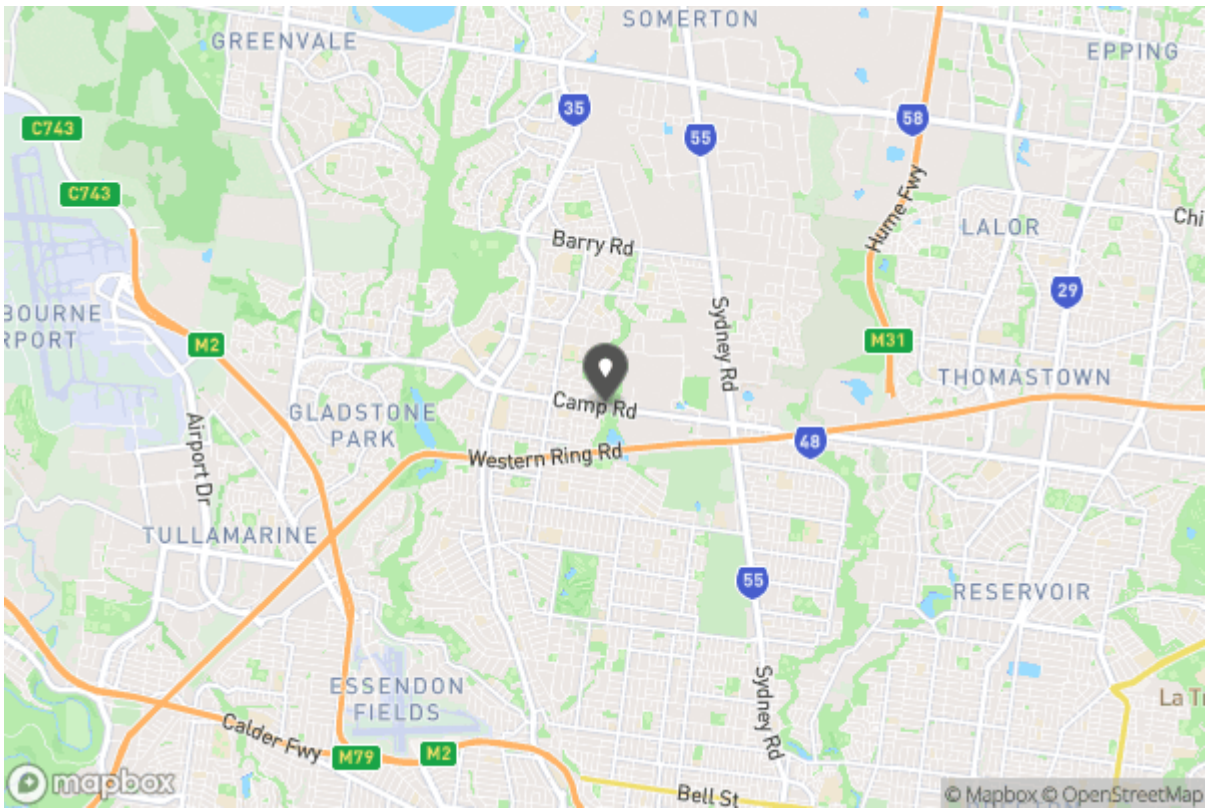 SOMERTON
GREENVALE
EPPING
35
C743
58
55
C743
Chi
LALOR
Hume Fwy
Barry Rd
29
BOURNE
RPORT
Sydney Rd
M2
M31
THOMASTOWN
Camp Rd
GLADSTONE
PARK
48
Airport Dr
Western Ring Rd
TULLAMARINE
55
RESERVOIR
ESSENDON
FIELDS
Sydney Rd
La Tr
Calder Fwy
M79
M2
mapbox
Bell St
© Mapbox © OpenStreetMap